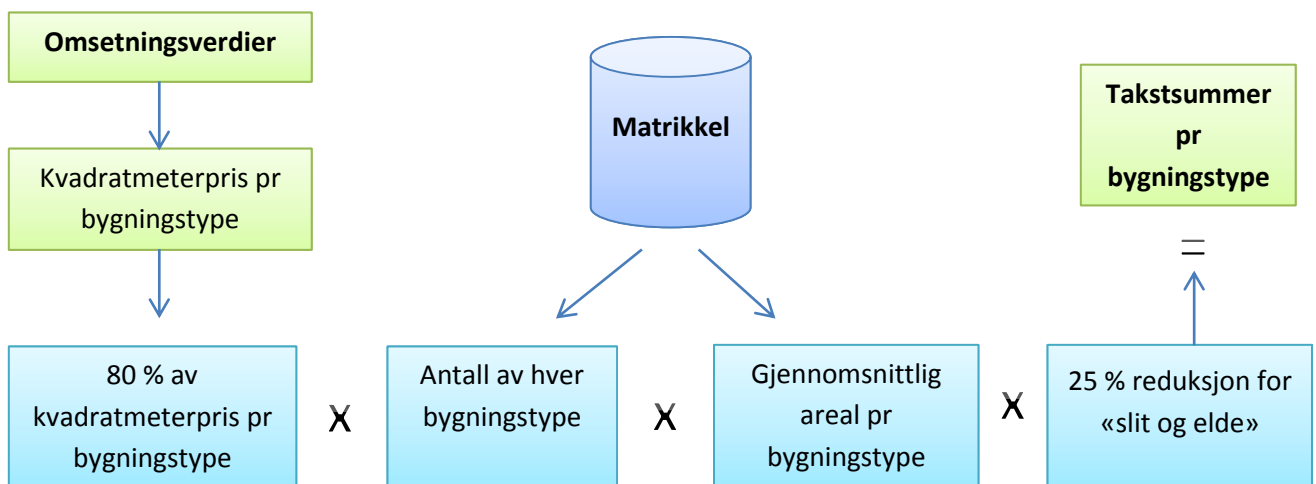 Omsetningsverdier
Kvadratmeterpris pr
bygningstype
80 % av
kvadratmeterpris pr
bygningstype
X
Matrikkel
Antall av hver
bygningstype
X
Gjennomsnittlig
areal pr
bygningstype
X
25 % reduksjon for
«slit og elde»
=
Takstsummer
pr
bygningstype